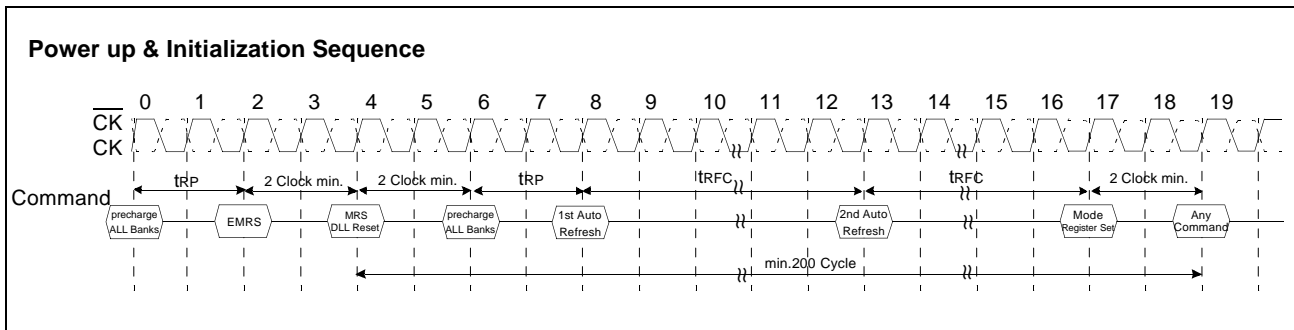 Power up & Initialization Sequence
0 1 2 3 4 5 6 7 8 9 10 11 12 13 14 15 16 17 18 19
CK
CK
tRP 2 Clock min. 2 Clock min. tRP tRFC tRFC 2 Clock min.
Command
precharge ALL Banks
EMRS
MRS DLL Reset
precharge ALL Banks
1st Auto Refresh
2nd Auto Refresh
Mode Register Set
Any Command
min.200 Cycle